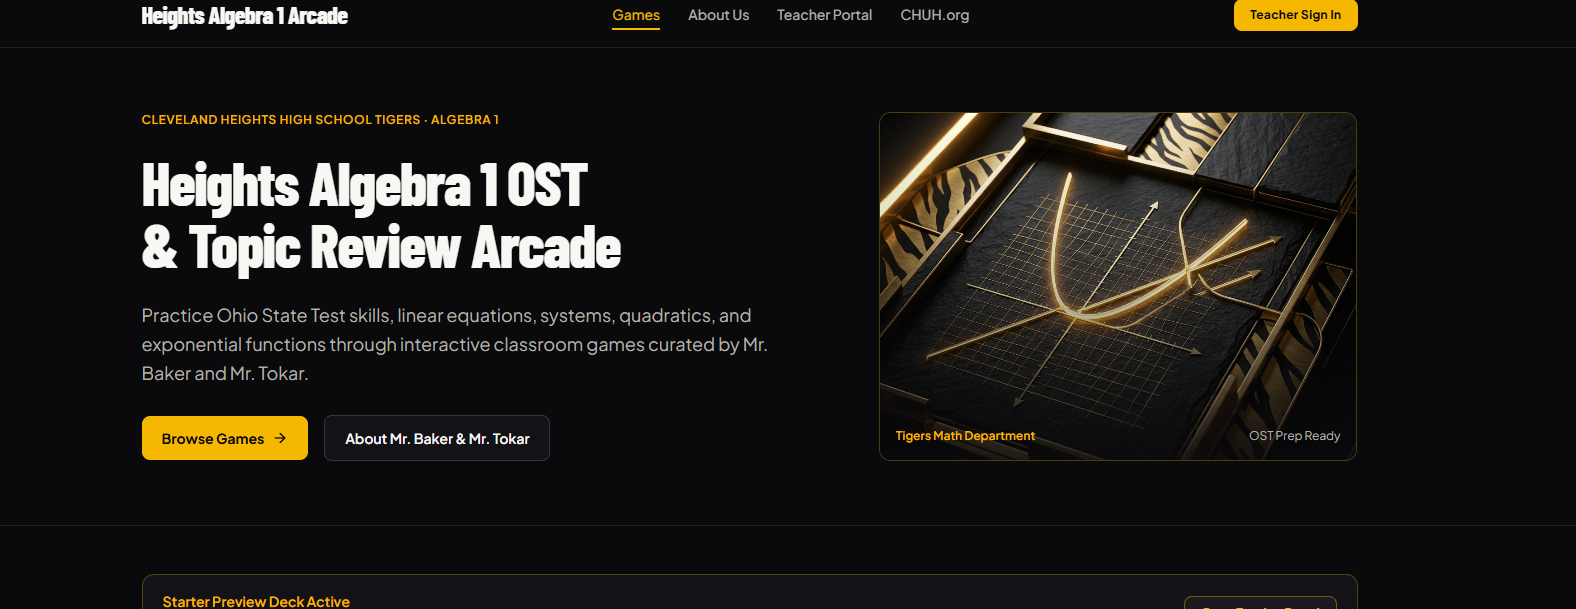 Heights Algebra 1 Arcade
Games
About Us
Teacher Portal
CHUH.org
Teacher Sign In
CLEVELAND HEIGHTS HIGH SCHOOL TIGERS · ALGEBRA 1
Heights Algebra 1 OST
& Topic Review Arcade
Practice Ohio State Test skills, linear equations, systems, quadratics, and
exponential functions through interactive classroom games curated by Mr.
Baker and Mr. Tokar.
Browse Games →
About Mr. Baker & Mr. Tokar
Tigers Math Department
OST Prep Ready
Starter Preview Deck Active